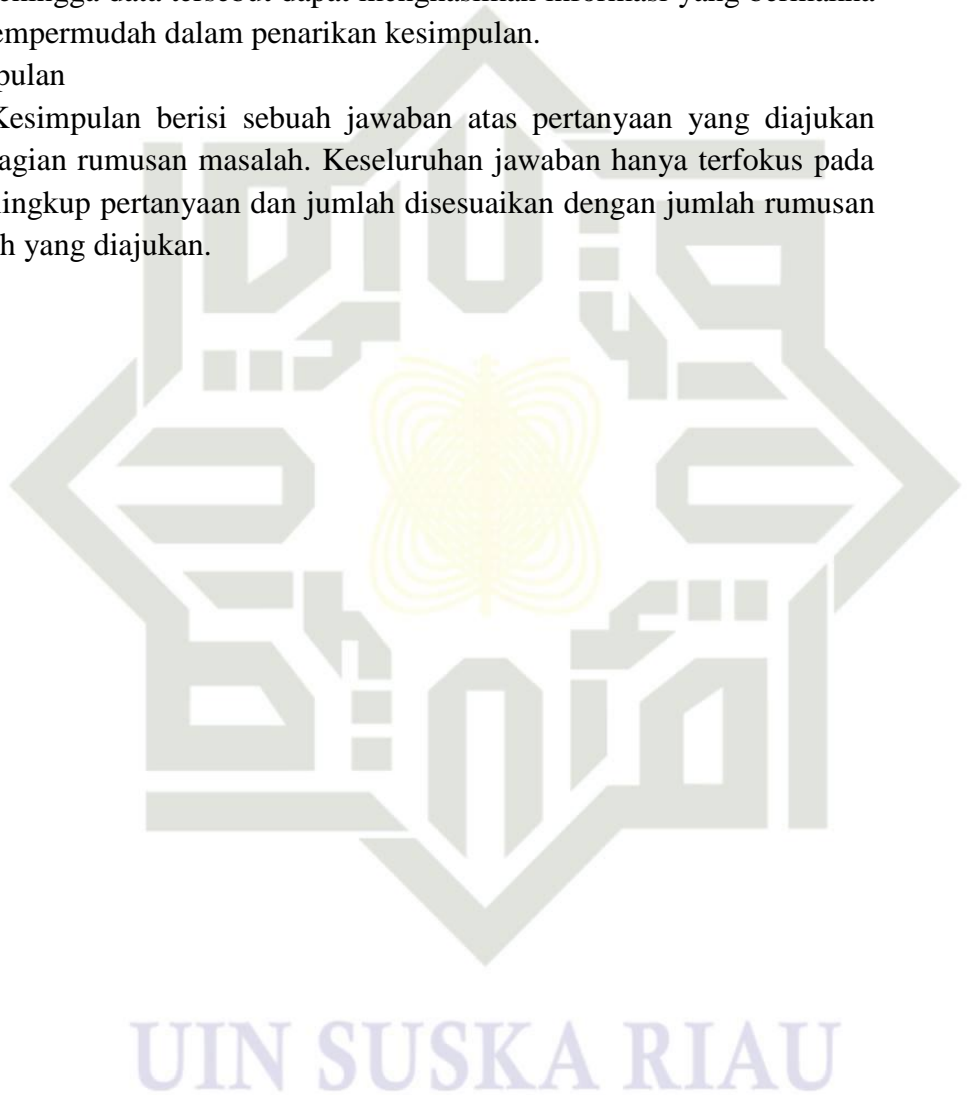 empermudah dalam penarikan kesimpulan.
pulan
Kesimpulan berisi sebuah jawaban atas pertanyaan yang diajukan
agian rumusan masalah. Keseluruhan jawaban hanya terfokus pada
lingkup pertanyaan dan jumlah disesuaikan dengan jumlah rumusan
h yang diajukan.
UIN SUSKA RIAU